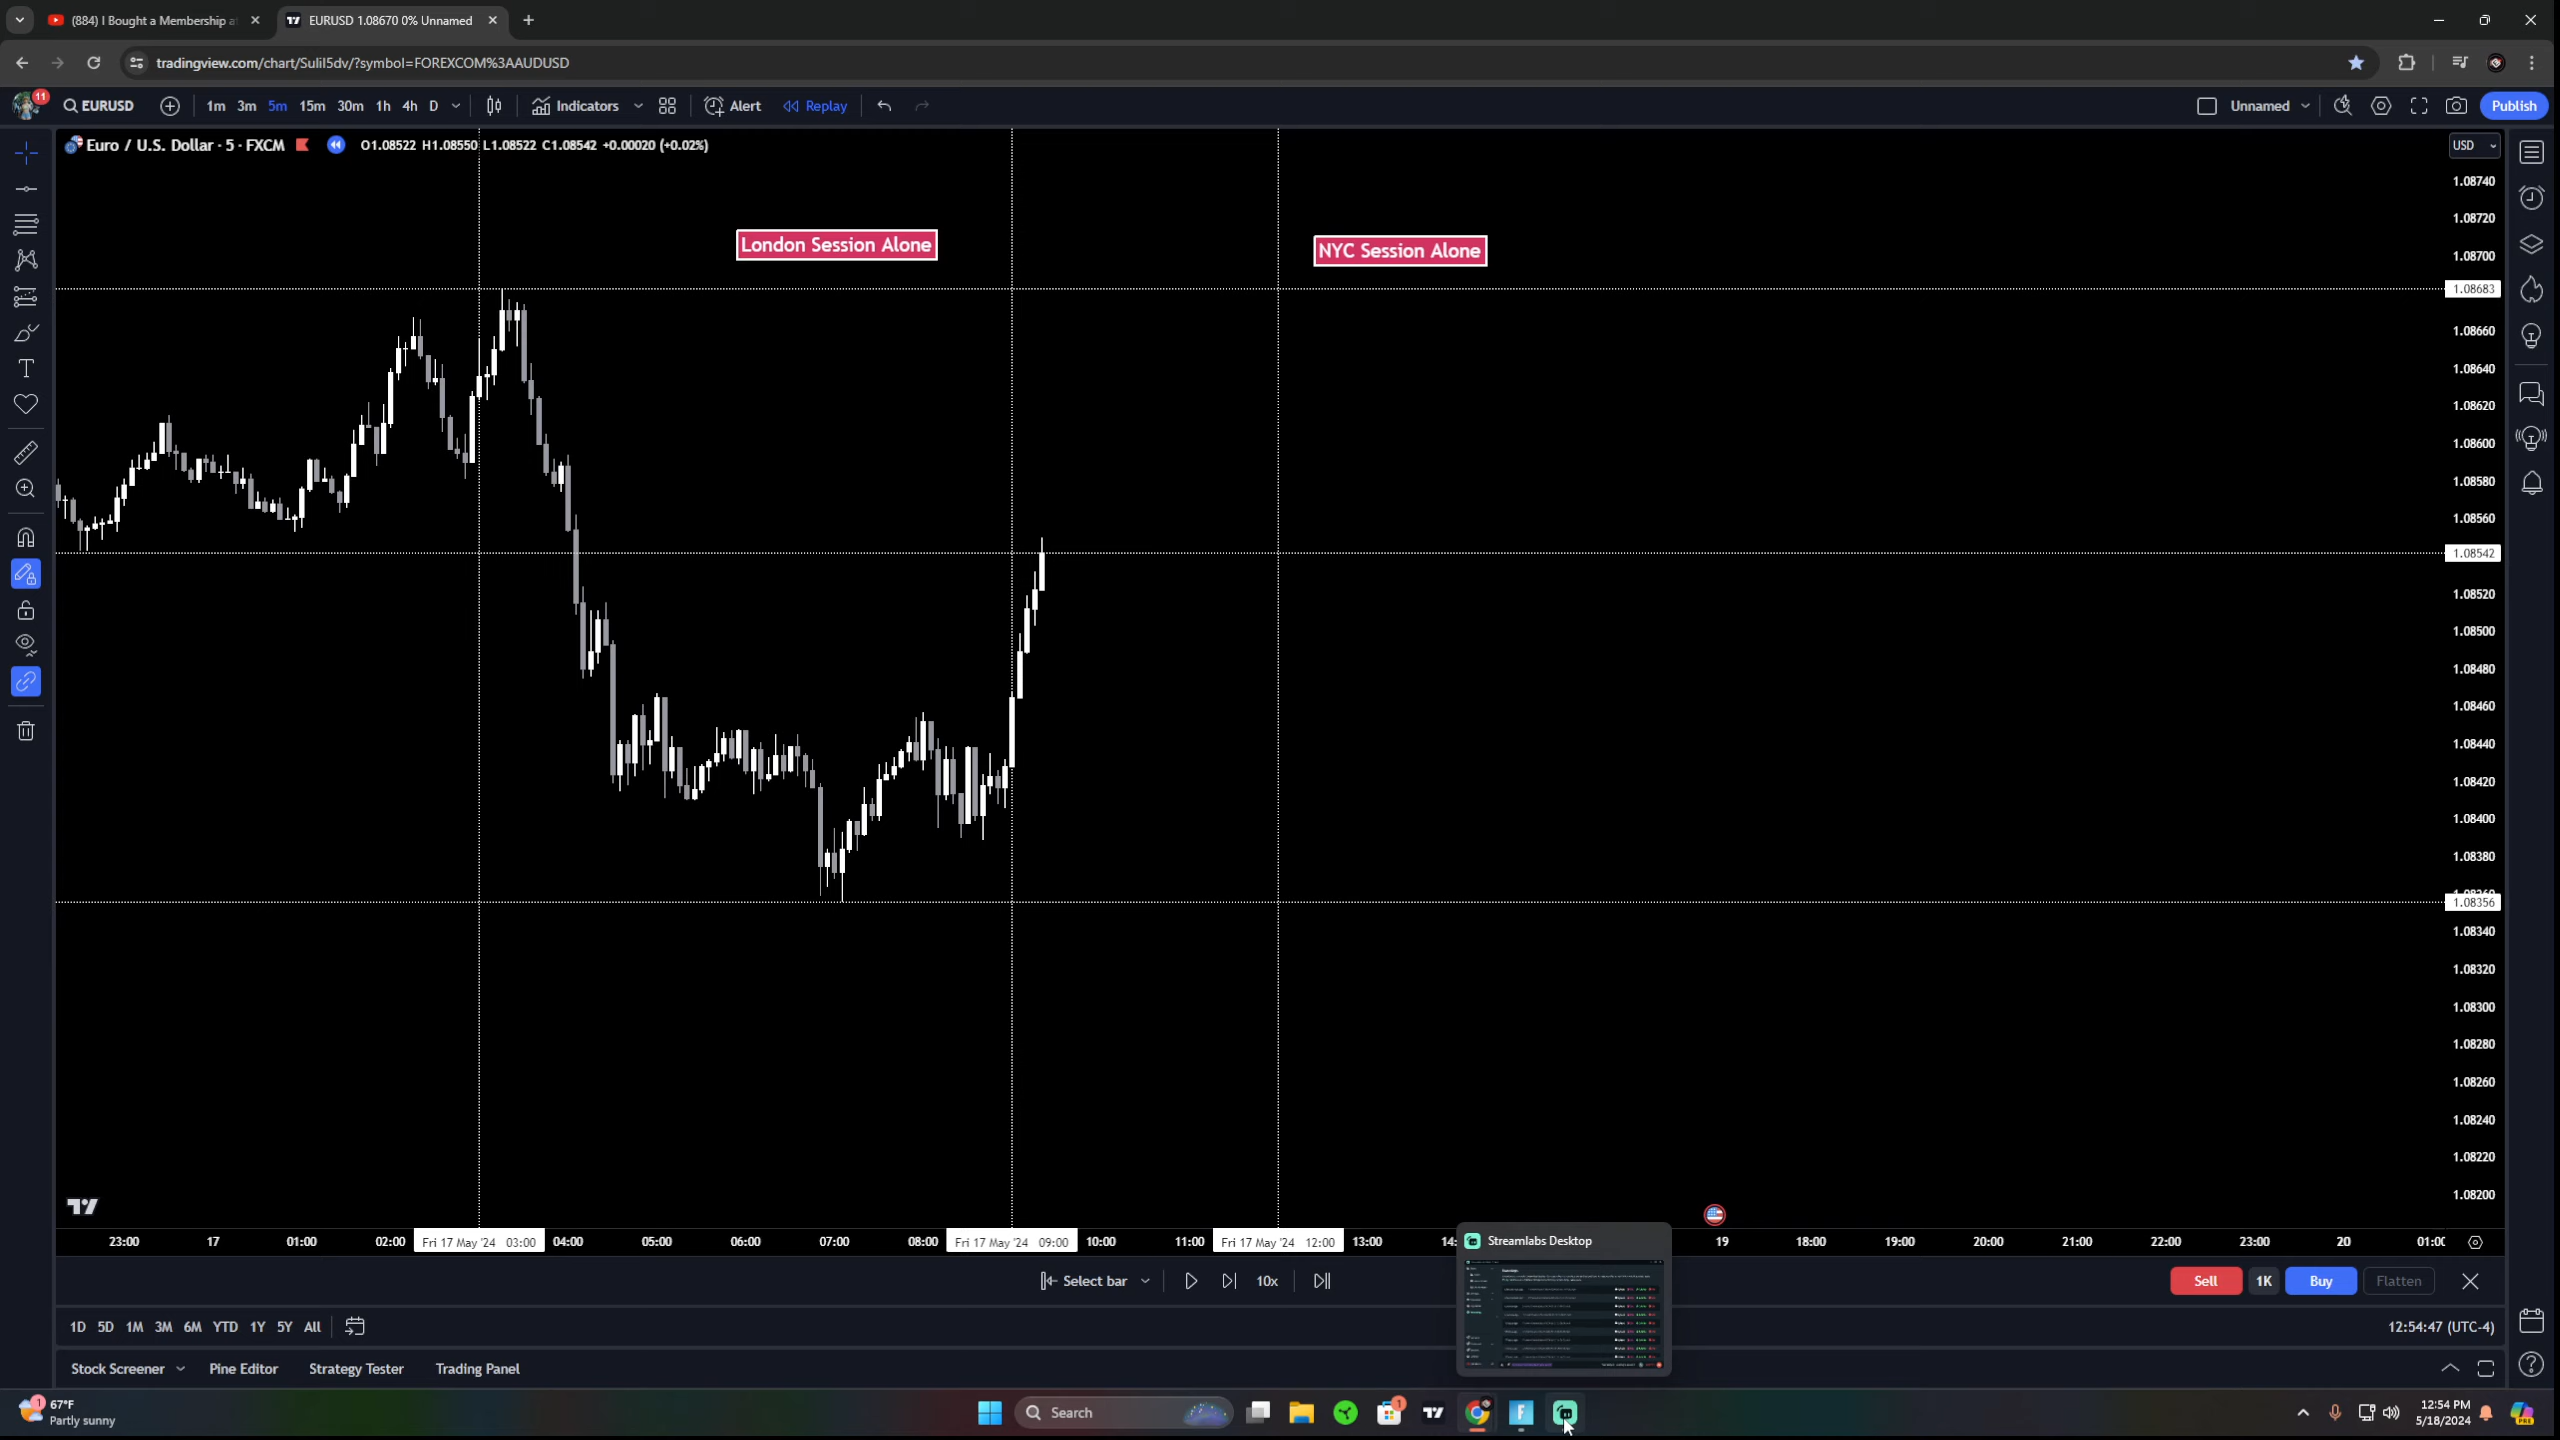 (884) I Bought a Membership a
EURUSD 1.08670 0% Unnamed
tradingview.com/chart/Sulil5dv/?symbol=FOREXCOM%3AAUDUSD
11
EURUSD 1m 3m 5m 15m 30m 1h 4h D Indicators Alert Replay Unnamed Publish
Euro / U.S. Dollar · 5 · FXCM O1.08522 H1.08550 L1.08522 C1.08542 +0.00020 (+0.02%)
USD
London Session Alone
NYC Session Alone
1.08740
1.08720
1.08700
1.08683
1.08660
1.08640
1.08620
1.08600
1.08580
1.08560
1.08542
1.08520
1.08500
1.08480
1.08460
1.08440
1.08420
1.08400
1.08380
1.08356
1.08340
1.08320
1.08300
1.08280
1.08260
1.08240
1.08220
1.08200
23:00 17 01:00 02:00 Fri 17 May '24 03:00 04:00 05:00 06:00 07:00 08:00 Fri 17 May '24 09:00 10:00 11:00 Fri 17 May '24 12:00 13:00 14: 19 18:00 19:00 20:00 21:00 22:00 23:00 20 01:0
Streamlabs Desktop
Select bar 10x Sell 1K Buy Flatten
1D 5D 1M 3M 6M YTD 1Y 5Y All 12:54:47 (UTC-4)
Stock Screener Pine Editor Strategy Tester Trading Panel
1
67°F
Partly sunny
Search
1
12:54 PM
5/18/2024
PRE